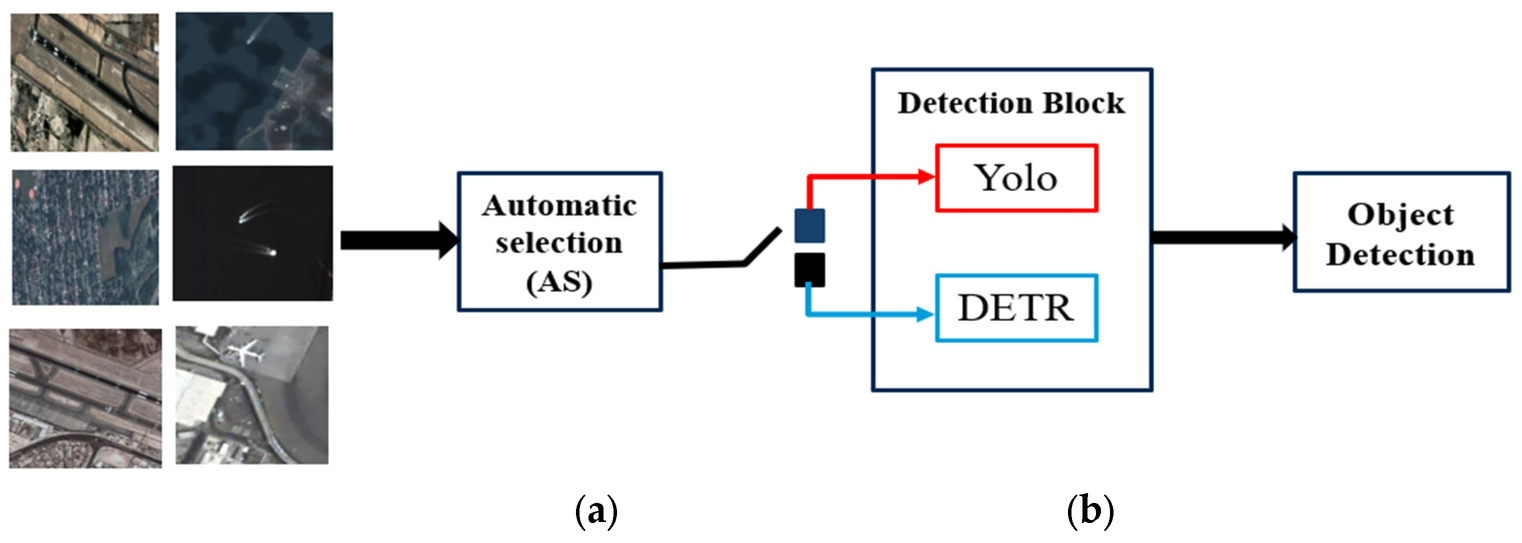 Automatic
selection
(AS)
Detection Block
Yolo
DETR
Object
Detection
(a)
(b)